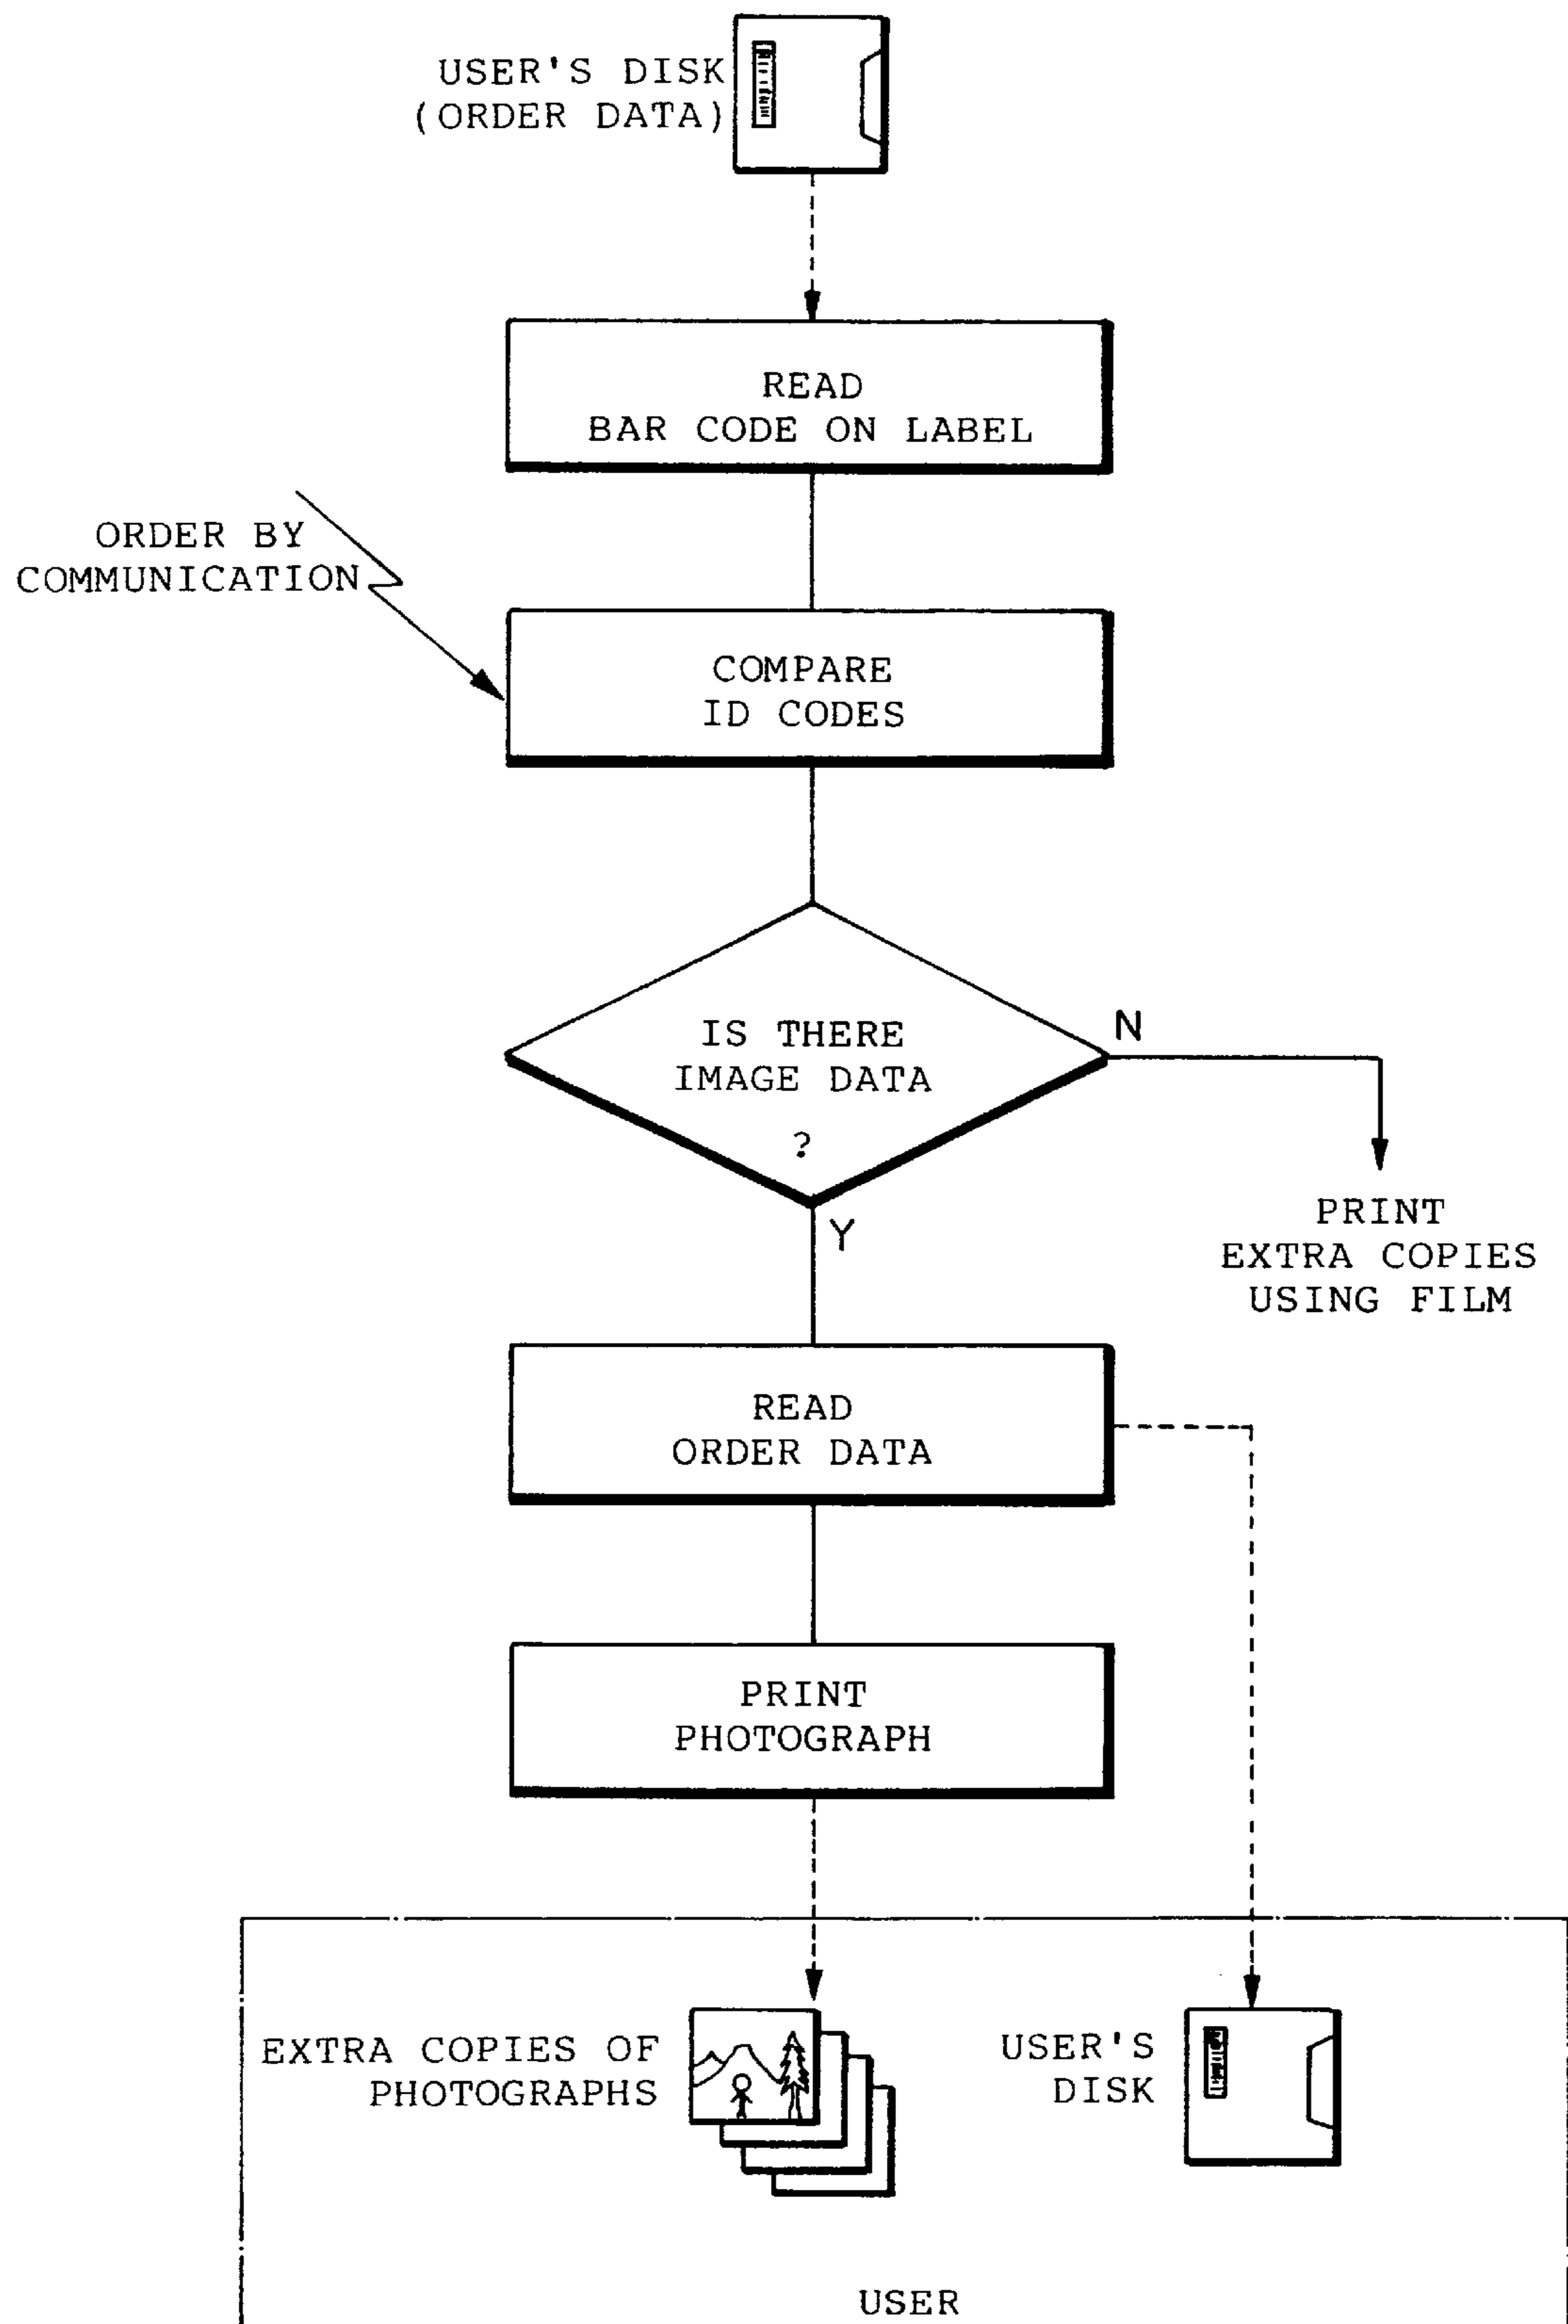 USER'S DISK
(ORDER DATA)
READ
BAR CODE ON LABEL
ORDER BY
COMMUNICATION
COMPARE
ID CODES
IS THERE
IMAGE DATA
?
N
Y
PRINT
EXTRA COPIES
USING FILM
READ
ORDER DATA
PRINT
PHOTOGRAPH
EXTRA COPIES OF
PHOTOGRAPHS
USER'S
DISK
USER